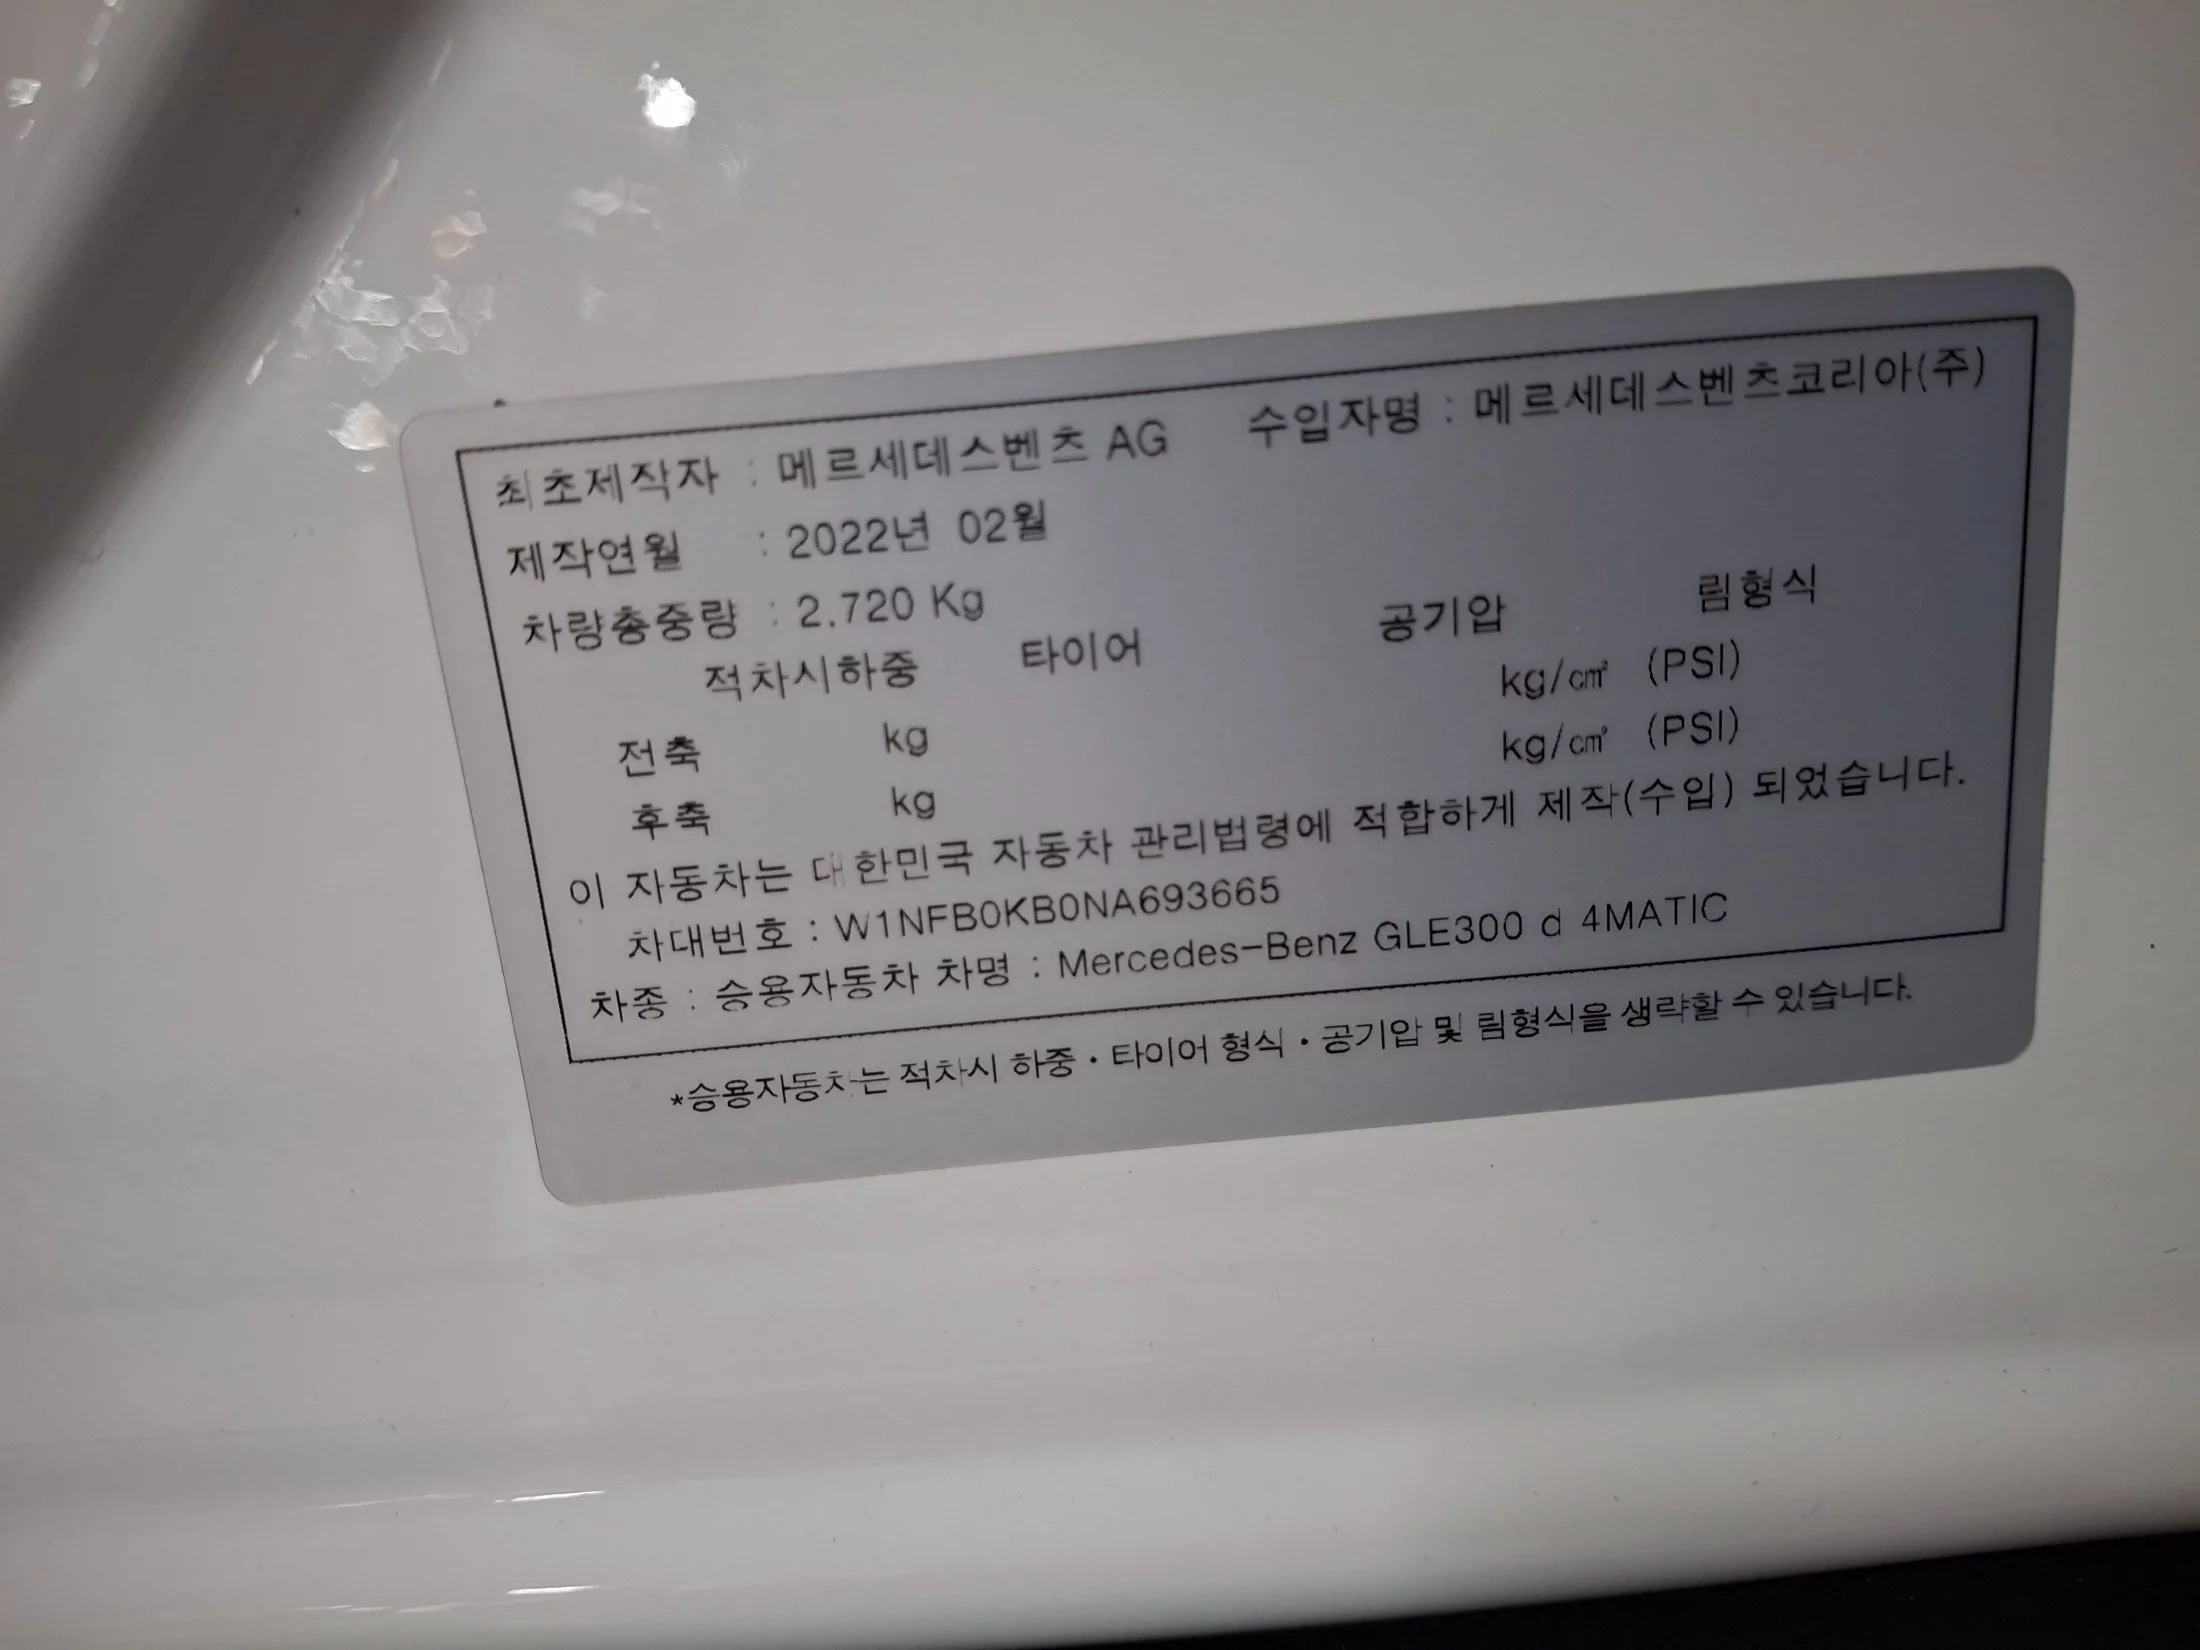 최초제작자 : 메르세데스벤츠 AG 수입자명 : 메르세데스벤츠코리아(주)
제작연월 : 2022년 02월
차량총중량 : 2.720 Kg
적차시하중 타이어 공기압 림형식
전축 kg kg/㎠ (PSI)
후축 kg kg/㎠ (PSI)
이 자동차는 대한민국 자동차 관리법령에 적합하게 제작(수입) 되었습니다.
차대번호 : W1NFB0KB0NA693665
차종 : 승용자동차 차명 : Mercedes-Benz GLE300 d 4MATIC
*승용자동차는 적차시 하중・타이어 형식・공기압 및 림형식을 생략할 수 있습니다.